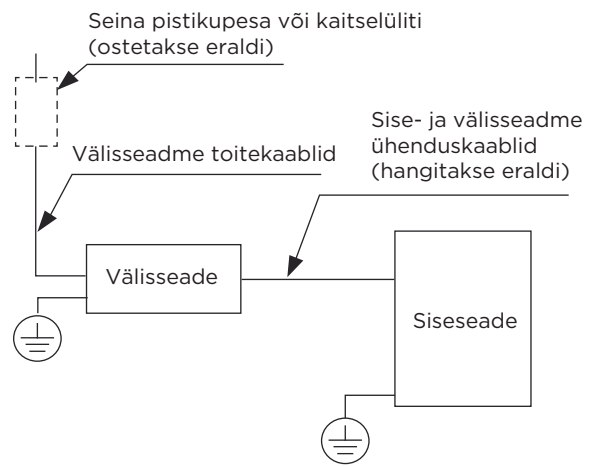 Seina pistikupesa või kaitselüliti
(ostetakse eraldi)
Sise- ja välisseadme
ühenduskaablid
(hangitakse eraldi)
Välisseadme toitekaablid
Välisseade
Siseseade